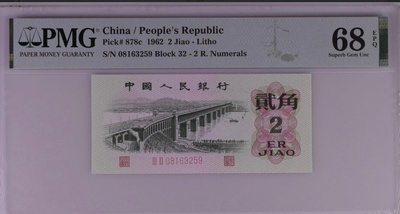 PMG
PAPER MONEY GUARANTY
China / People's Republic
Pick# 878c 1962 2 Jiao - Litho
S/N 08163259 Block 32 - 2 R. Numerals
68
EPQ
Superb Gem Unc
中国人民银行
貳角
2
ER
JIAO
08163259